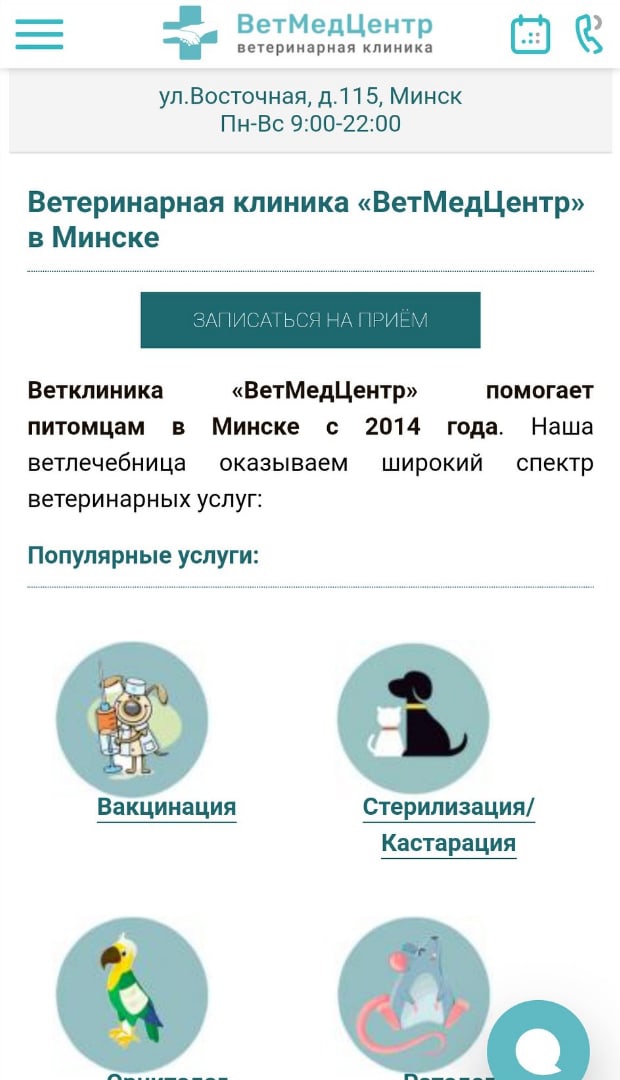 ВетМедЦентр
ветеринарная клиника
ул.Восточная, д.115, Минск
Пн-Вс 9:00-22:00
Ветеринарная клиника «ВетМедЦентр»
в Минске
ЗАПИСАТЬСЯ НА ПРИЁМ
Ветклиника «ВетМедЦентр» помогает
питомцам в Минске с 2014 года. Наша
ветлечебница оказываем широкий спектр
ветеринарных услуг:
Популярные услуги:
Вакцинация
Стерилизация/
Кастарация